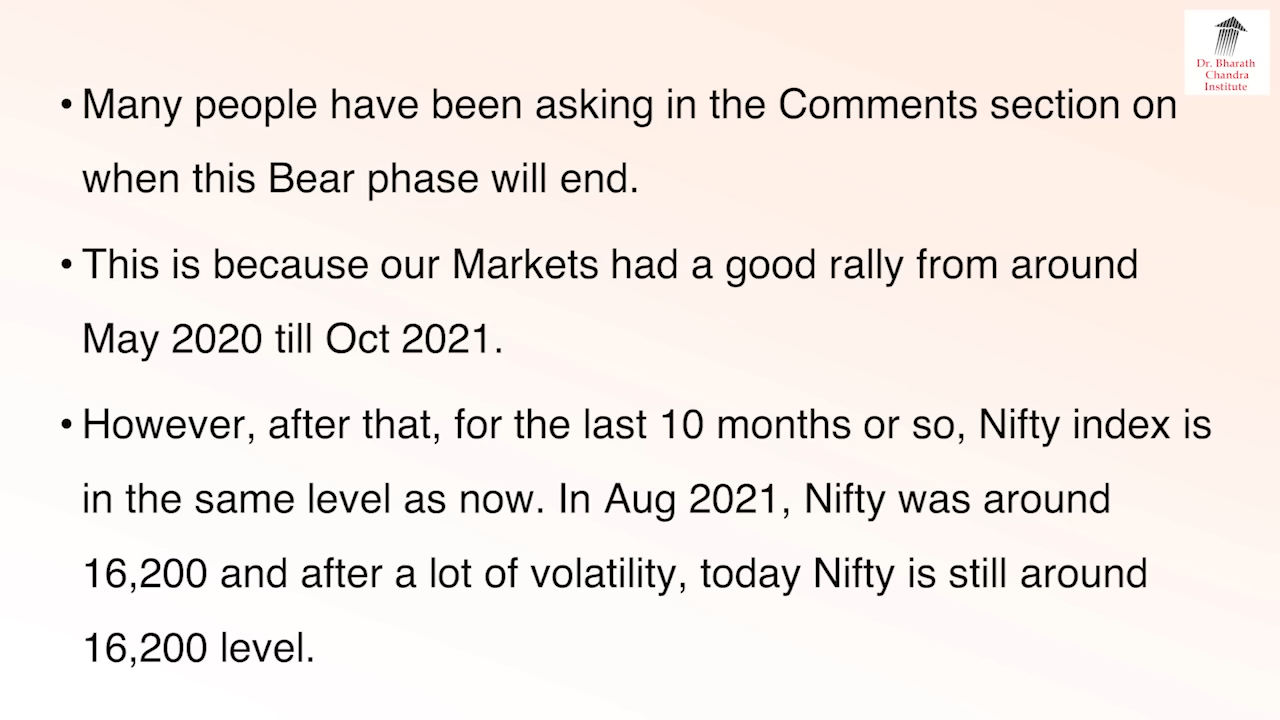 Dr. Bharath
Chandra
Institute
• Many people have been asking in the Comments section on
when this Bear phase will end.
• This is because our Markets had a good rally from around
May 2020 till Oct 2021.
• However, after that, for the last 10 months or so, Nifty index is
in the same level as now. In Aug 2021, Nifty was around
16,200 and after a lot of volatility, today Nifty is still around
16,200 level.